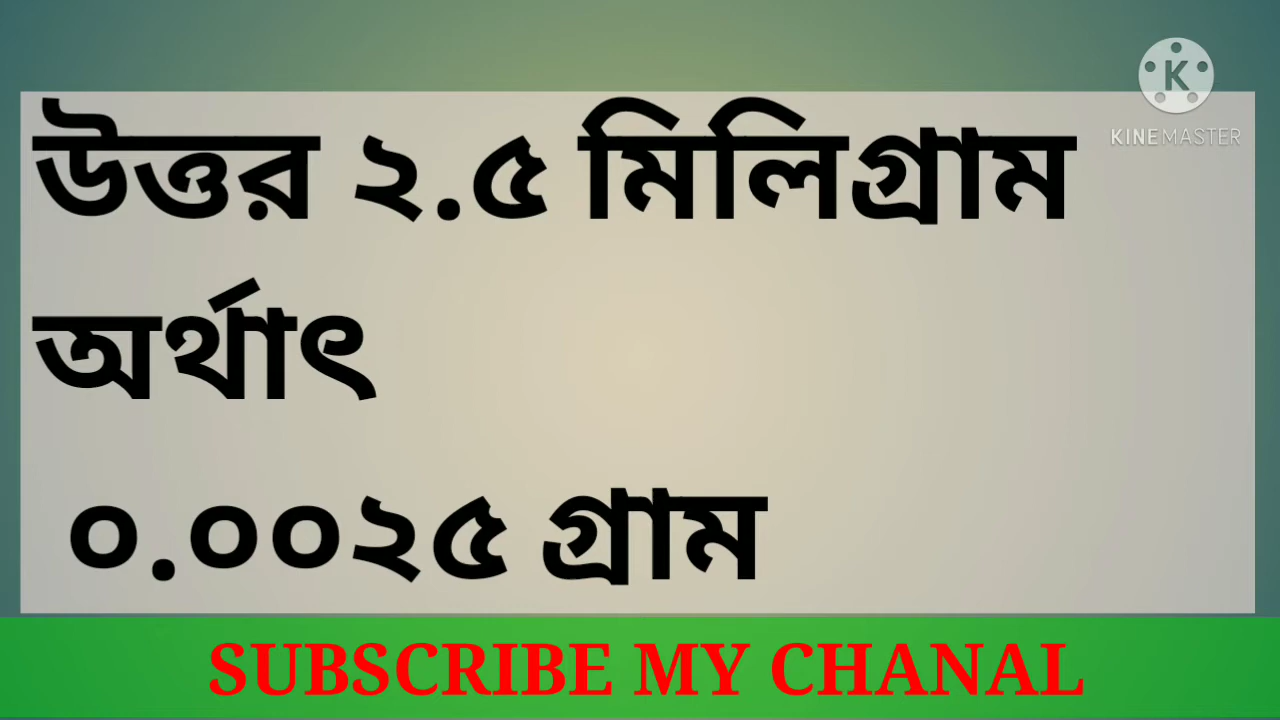 উত্তর ২.৫ মিলিগ্রাম
অর্থাৎ
০.০০২৫ গ্রাম
K
KINEMASTER
SUBSCRIBE MY CHANAL